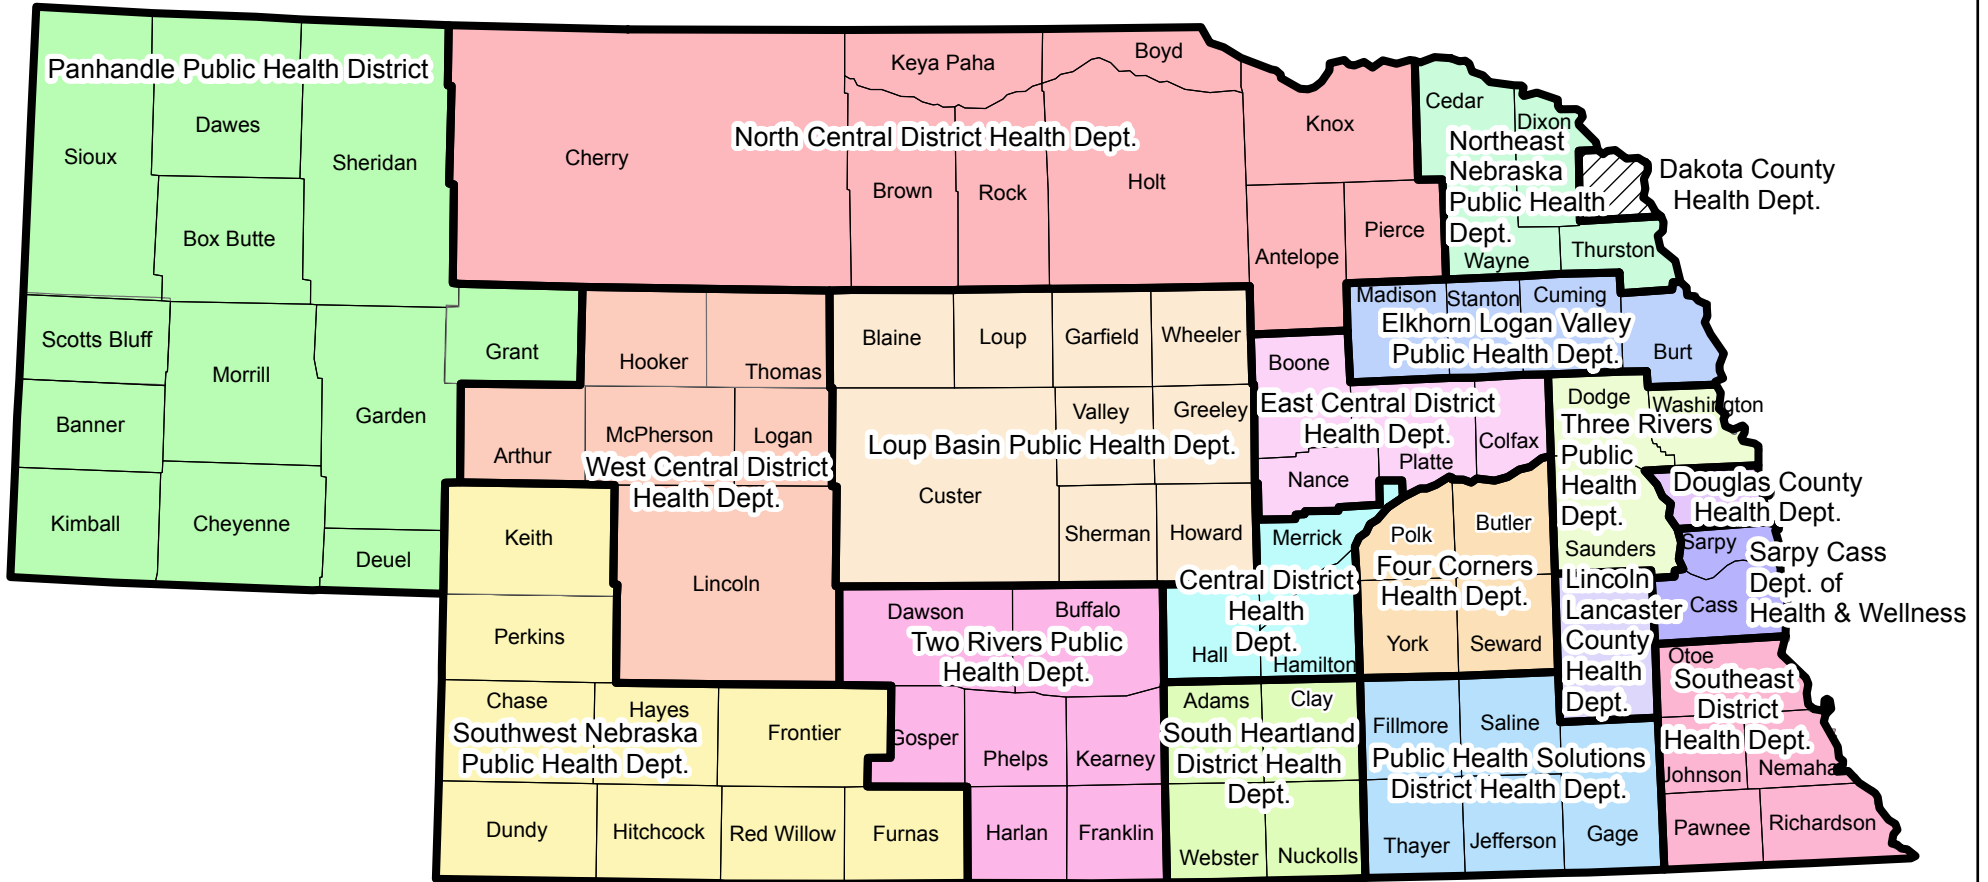 Panhandle Public Health District
Sioux
Dawes
Sheridan
Box Butte
Scotts Bluff
Morrill
Garden
Grant
Banner
Kimball
Cheyenne
Deuel
North Central District Health Dept.
Cherry
Keya Paha
Boyd
Brown
Rock
Holt
Knox
Antelope
Pierce
Cedar
Dixon
Northeast
Nebraska
Public Health
Dept.
Wayne
Thurston
Dakota County
Health Dept.
Madison
Stanton
Cuming
Elkhorn Logan Valley
Public Health Dept.
Burt
Hooker
Thomas
Arthur
McPherson
Logan
West Central District
Health Dept.
Lincoln
Blaine
Loup
Garfield
Wheeler
Valley
Greeley
Loup Basin Public Health Dept.
Custer
Sherman
Howard
Boone
East Central District
Health Dept.
Colfax
Platte
Nance
Dodge
Washington
Three Rivers
Public
Health
Dept.
Saunders
Douglas County
Health Dept.
Sarpy
Sarpy Cass
Dept. of
Health & Wellness
Cass
Merrick
Central District
Health
Dept.
Hall
Hamilton
Polk
Butler
Four Corners
Health Dept.
York
Seward
Lincoln
Lancaster
County
Health
Dept.
Keith
Perkins
Chase
Hayes
Frontier
Southwest Nebraska
Public Health Dept.
Dundy
Hitchcock
Red Willow
Furnas
Dawson
Buffalo
Two Rivers Public
Health Dept.
Gosper
Phelps
Kearney
Harlan
Franklin
Adams
Clay
South Heartland
District Health
Dept.
Webster
Nuckolls
Fillmore
Saline
Public Health Solutions
District Health Dept.
Thayer
Jefferson
Gage
Otoe
Southeast
District
Health Dept.
Johnson
Nemaha
Pawnee
Richardson